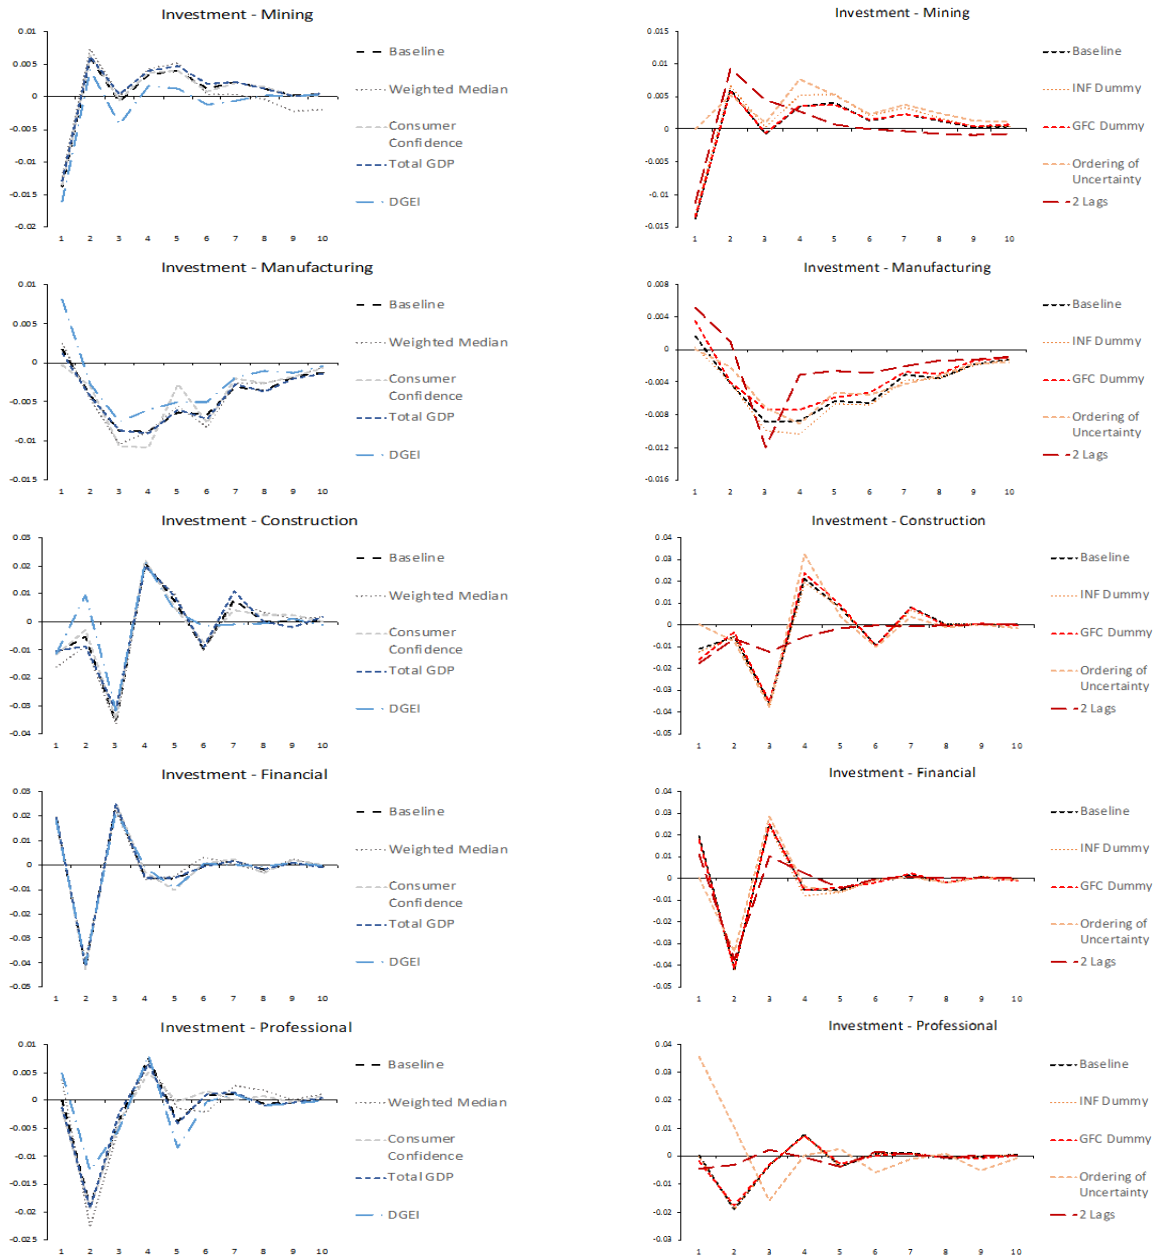 Investment - Mining
0.01
0.005
0
-0.005
-0.01
-0.015
-0.02
1 2 3 4 5 6 7 8 9 10
Baseline
Weighted Median
Consumer
Confidence
Total GDP
DGEI
Investment - Mining
0.015
0.01
0.005
0
-0.005
-0.01
-0.015
1 2 3 4 5 6 7 8 9 10
Baseline
INF Dummy
GFC Dummy
Ordering of
Uncertainty
2 Lags
Investment - Manufacturing
0.01
0.005
0
-0.005
-0.01
-0.015
1 2 3 4 5 6 7 8 9 10
Baseline
Weighted Median
Consumer
Confidence
Total GDP
DGEI
Investment - Manufacturing
0.008
0.004
0
-0.004
-0.008
-0.012
-0.016
1 2 3 4 5 6 7 8 9 10
Baseline
INF Dummy
GFC Dummy
Ordering of
Uncertainty
2 Lags
Investment - Construction
0.03
0.02
0.01
0
-0.01
-0.02
-0.03
-0.04
1 2 3 4 5 6 7 8 9 10
Baseline
Weighted Median
Consumer
Confidence
Total GDP
DGEI
Investment - Construction
0.04
0.03
0.02
0.01
0
-0.01
-0.02
-0.03
-0.04
-0.05
1 2 3 4 5 6 7 8 9 10
Baseline
INF Dummy
GFC Dummy
Ordering of
Uncertainty
2 Lags
Investment - Financial
0.03
0.02
0.01
0
-0.01
-0.02
-0.03
-0.04
-0.05
1 2 3 4 5 6 7 8 9 10
Baseline
Weighted Median
Consumer
Confidence
Total GDP
DGEI
Investment - Financial
0.04
0.03
0.02
0.01
0
-0.01
-0.02
-0.03
-0.04
-0.05
1 2 3 4 5 6 7 8 9 10
Baseline
INF Dummy
GFC Dummy
Ordering of
Uncertainty
2 Lags
Investment - Professional
0.01
0.005
0
-0.005
-0.01
-0.015
-0.02
-0.025
1 2 3 4 5 6 7 8 9 10
Baseline
Weighted Median
Consumer
Confidence
Total GDP
DGEI
Investment - Professional
0.04
0.03
0.02
0.01
0
-0.01
-0.02
-0.03
1 2 3 4 5 6 7 8 9 10
Baseline
INF Dummy
GFC Dummy
Ordering of
Uncertainty
2 Lags